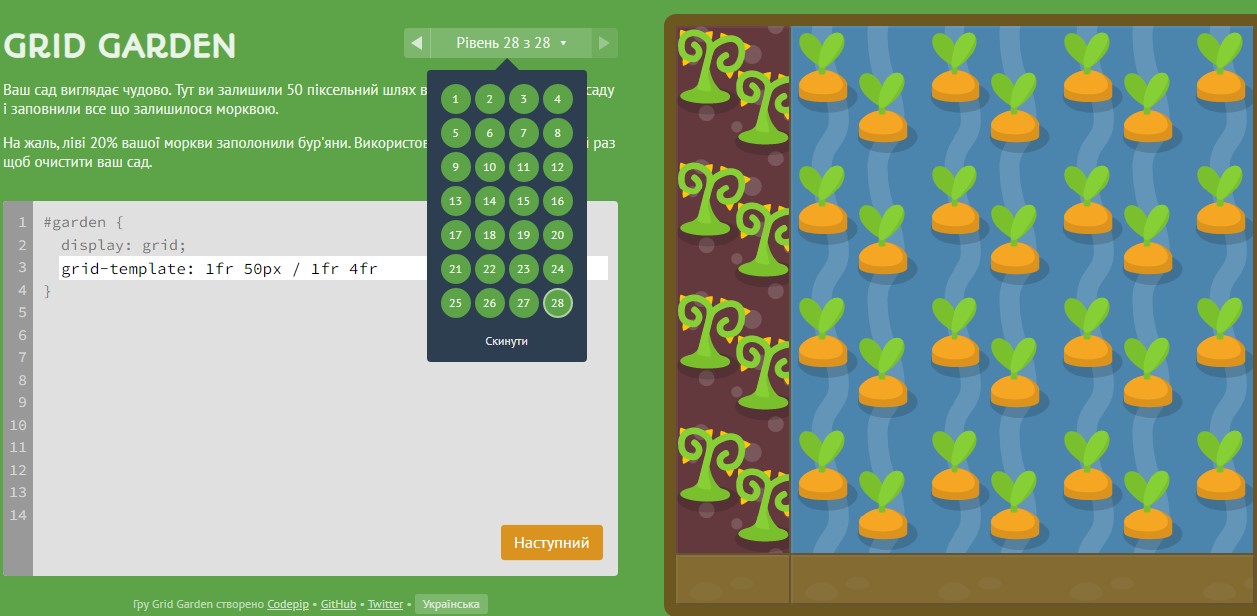 GRID GARDEN
Рівень 28 з 28
Ваш сад виглядає чудово. Тут ви залишили 50 піксельний шлях в саду
і заповнили все що залишилося морквою.
На жаль, ліві 20% вашої моркви заполонили бур'яни. раз
щоб очистити ваш сад.
1 2 3 4
5 6 7 8
9 10 11 12
13 14 15 16
17 18 19 20
21 22 23 24
25 26 27 28
Скинути
1 #garden {
2 display: grid;
3 grid-template: 1fr 50px / 1fr 4fr
4 }
5
6
7
8
9
10
11
12
13
14
Наступний
Гру Grid Garden створено Codepip • GitHub • Twitter • Українська